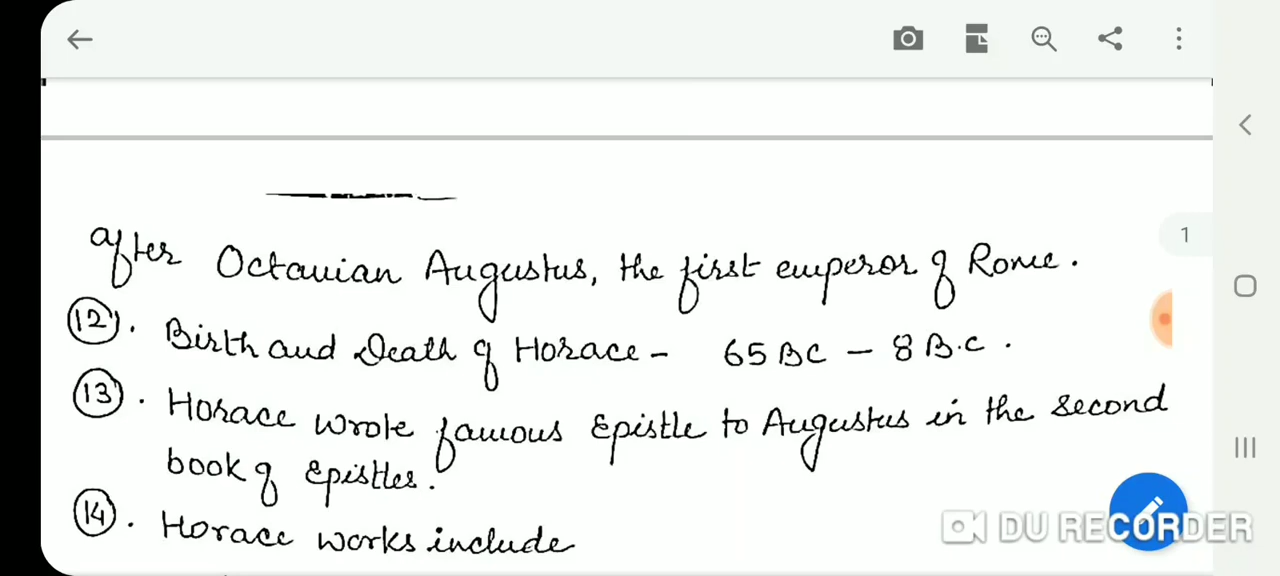 1
after Octavian Augustus, the first emperor of Rome.
12. Birth and Death of Horace - 65 BC - 8 B.C.
13. Horace wrote famous Epistle to Augustus in the second
book of Epistles.
14. Horace works include
DU RECORDER